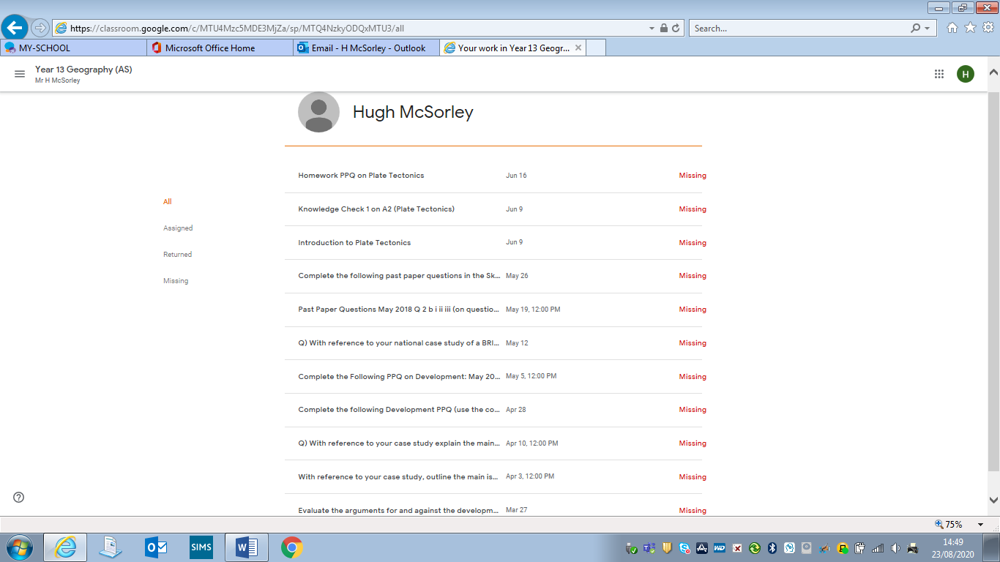 https://classroom.google.com/c/MTU4Mzc5MDE3MjZa/sp/MTQ4NzkyODQxMTU3/all
Search...
MY-SCHOOL
Microsoft Office Home
Email - H McSorley - Outlook
Your work in Year 13 Geogr...
Year 13 Geography (AS)
Mr H McSorley
H
Hugh McSorley
All
Assigned
Returned
Missing
Homework PPQ on Plate Tectonics Jun 16 Missing
Knowledge Check 1 on A2 (Plate Tectonics) Jun 9 Missing
Introduction to Plate Tectonics Jun 9 Missing
Complete the following past paper questions in the Sk... May 26 Missing
Past Paper Questions May 2018 Q 2 b i ii iii (on questio... May 19, 12:00 PM Missing
Q) With reference to your national case study of a BRI... May 12 Missing
Complete the Following PPQ on Development: May 20... May 5, 12:00 PM Missing
Complete the following Development PPQ (use the co... Apr 28 Missing
Q) With reference to your case study explain the main... Apr 10, 12:00 PM Missing
With reference to your case study, outline the main is... Apr 3, 12:00 PM Missing
Evaluate the arguments for and against the developm... Mar 27 Missing
75%
SIMS
14:49
23/08/2020